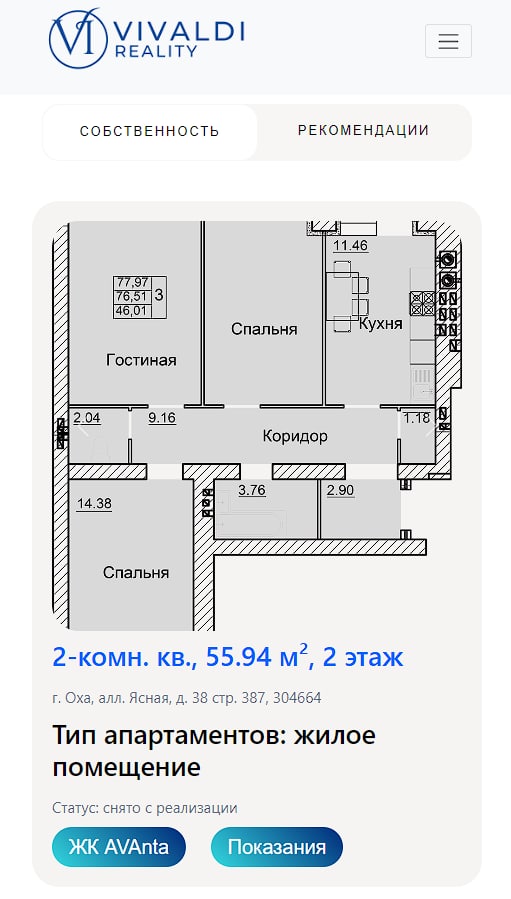 VIVALDI
REALITY
СОБСТВЕННОСТЬ
РЕКОМЕНДАЦИИ
11.46
77,97
76,51
46,01
3
Спальня
Кухня
Гостиная
2.04
9.16
1.18
Коридор
14.38
3.76
2.90
Спальня
2-комн. кв., 55.94 м², 2 этаж
г. Оха, алл. Ясная, д. 38 стр. 387, 304664
Тип апартаментов: жилое
помещение
Статус: снято с реализации
ЖК AVAnta
Показания